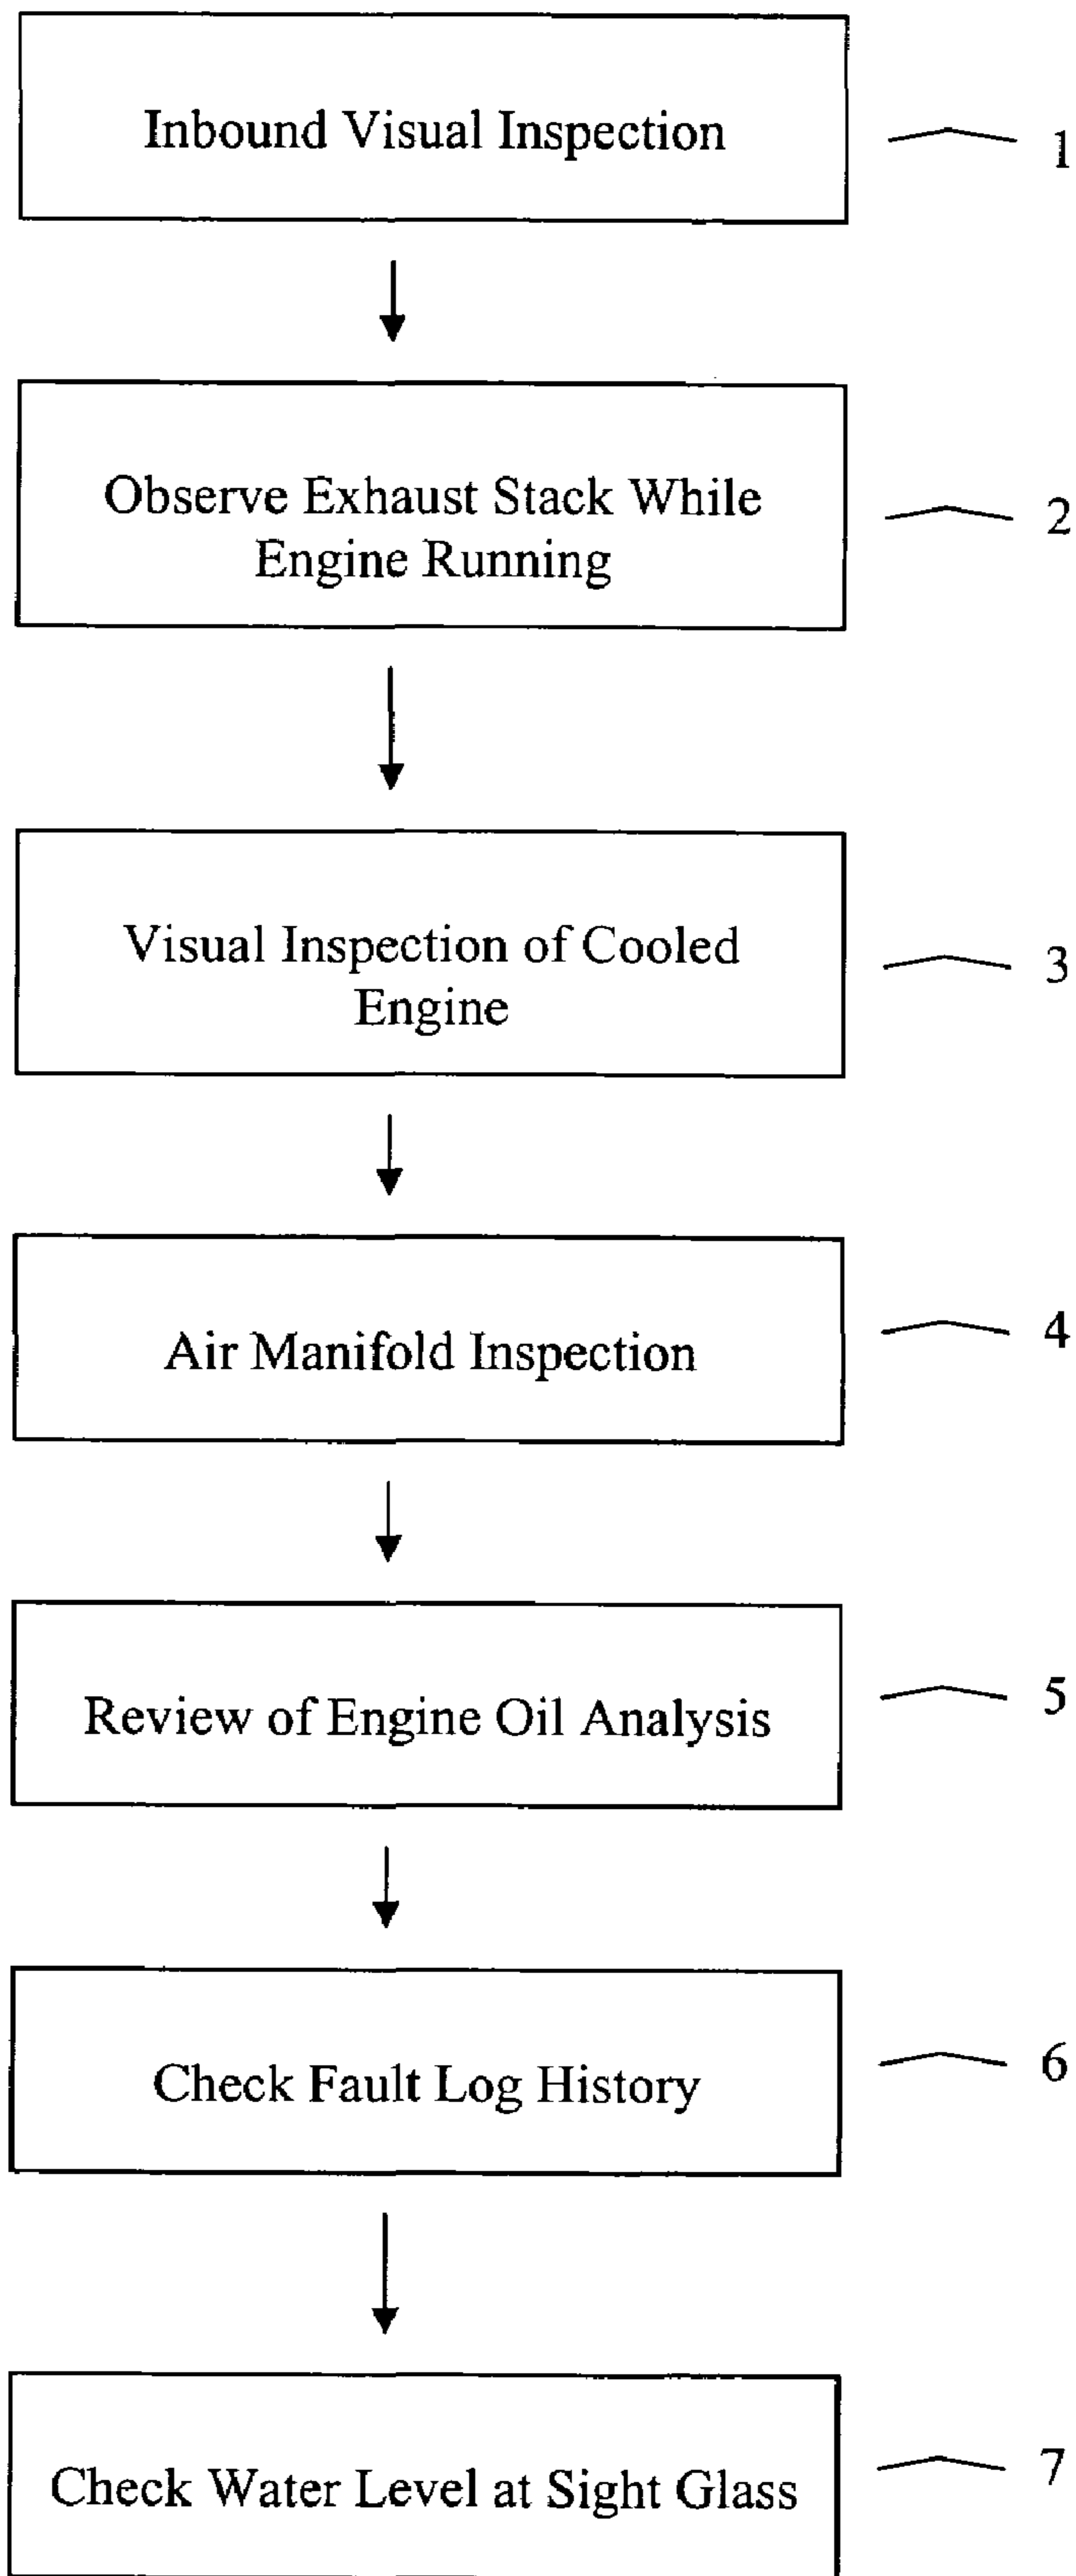 Inbound Visual Inspection
1
Observe Exhaust Stack While
Engine Running
2
Visual Inspection of Cooled
Engine
3
Air Manifold Inspection
4
Review of Engine Oil Analysis
5
Check Fault Log History
6
Check Water Level at Sight Glass
7